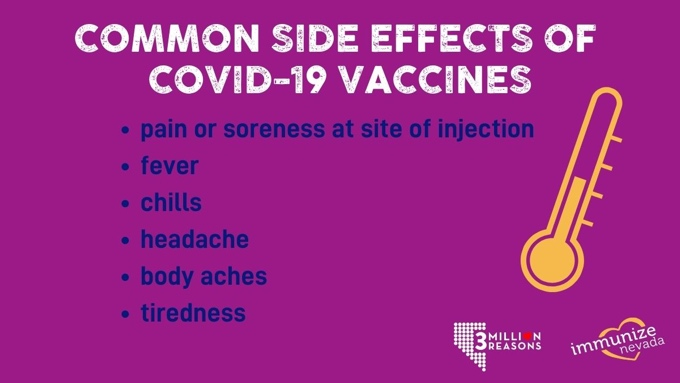 COMMON SIDE EFFECTS OF
COVID-19 VACCINES
• pain or soreness at site of injection
• fever
• chills
• headache
• body aches
• tiredness
3 MILLION
REASONS
immunize
nevada